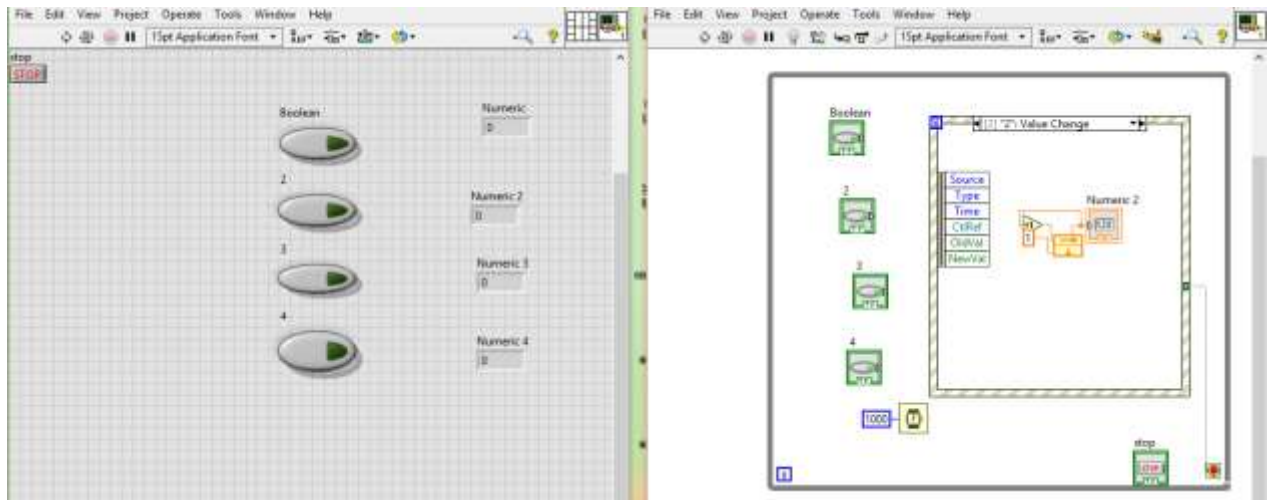 File Edit View Project Operate Tools Window Help
15pt Application Font
stop
STOP
Boolean
Numeric
0
2
Numeric 2
0
3
Numeric 3
0
4
Numeric 4
0
File Edit View Project Operate Tools Window Help
15pt Application Font
Boolean
"2": Value Change
Source
Type
Time
CtlRef
OldVal
NewVal
Numeric 2
2
3
4
1000
stop
i